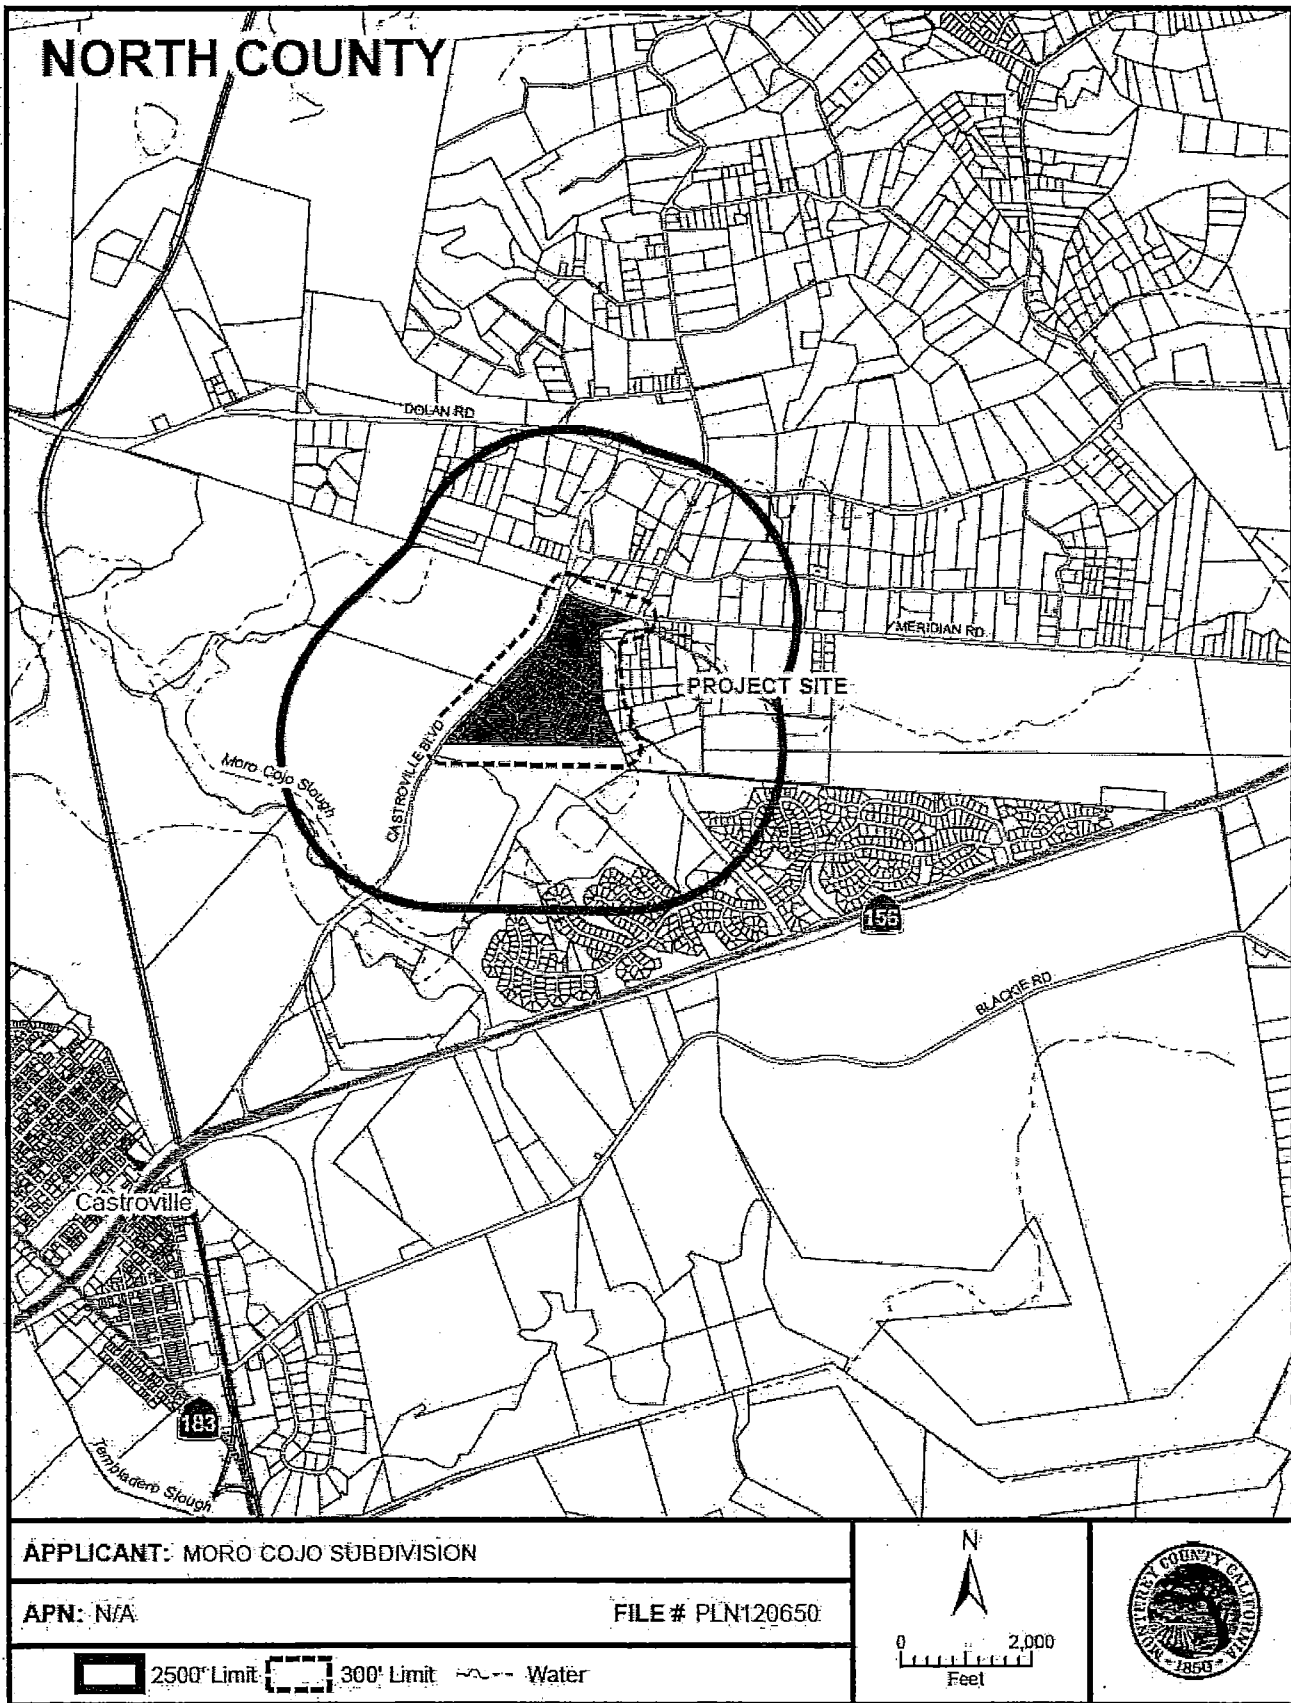 NORTH COUNTY
DOLAN RD
MERIDIAN RD
PROJECT SITE
CASTROVILLE BLVD
Moro Cojo Slough
156
BLACKIE RD
Castroville
183
Tembladero Slough
APPLICANT: MORO COJO SUBDIVISION
APN: N/A
FILE # PLN120650
2500' Limit
300' Limit
Water
N
0 2,000
Feet
MONTEREY COUNTY CALIFORNIA
1850